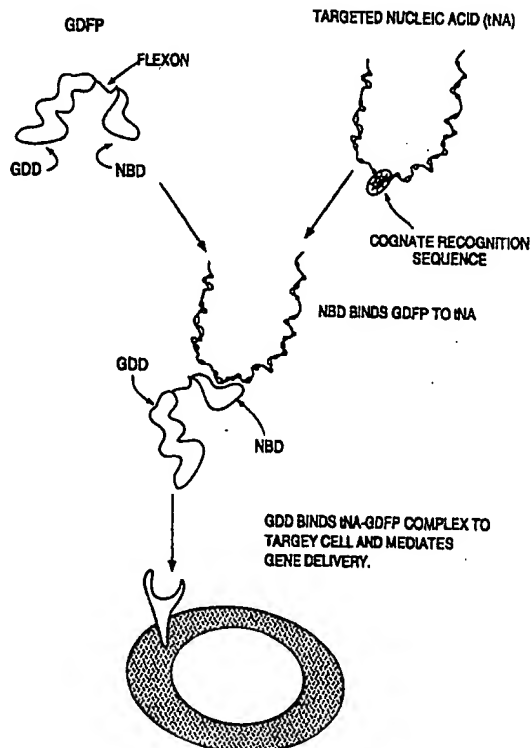 GDFP
TARGETED NUCLEIC ACID (tNA)
FLEXON
GDD
NBD
COGNATE RECOGNITION
SEQUENCE
NBD BINDS GDFP TO tNA
GDD
NBD
GDD BINDS tNA-GDFP COMPLEX TO
TARGEY CELL AND MEDIATES
GENE DELIVERY.